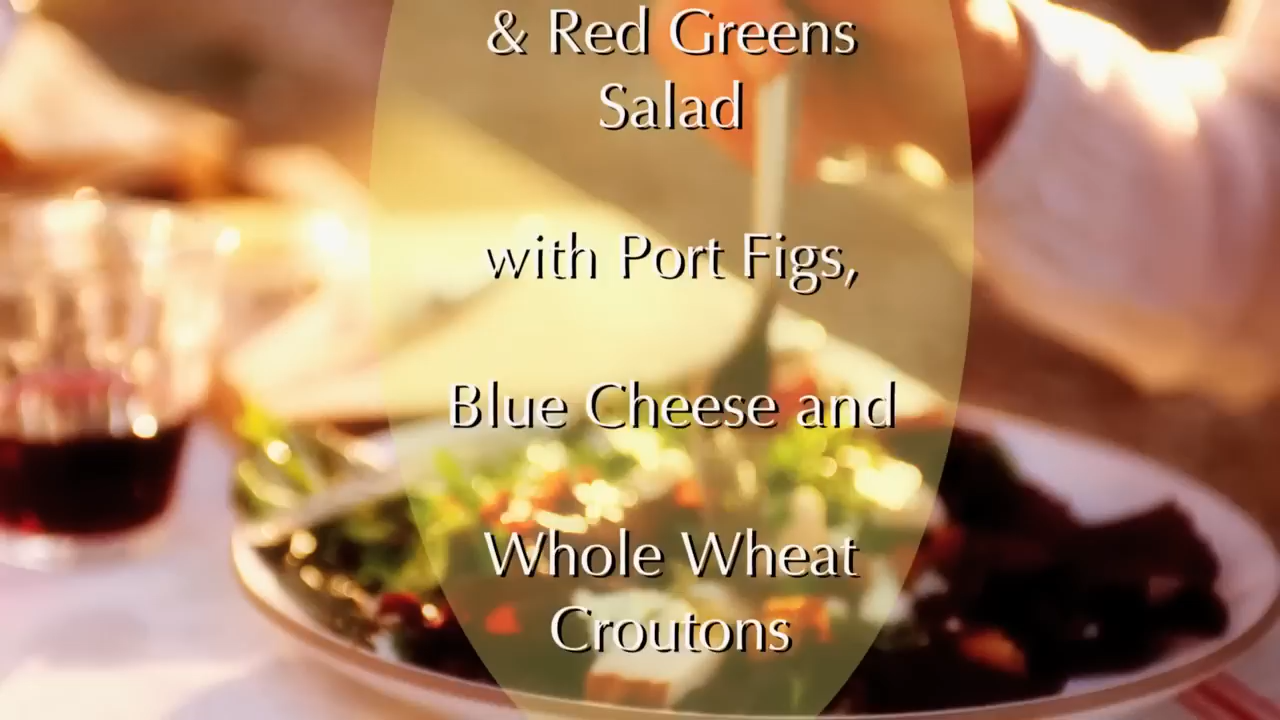 & Red Greens
Salad
with Port Figs,
Blue Cheese and
Whole Wheat
Croutons